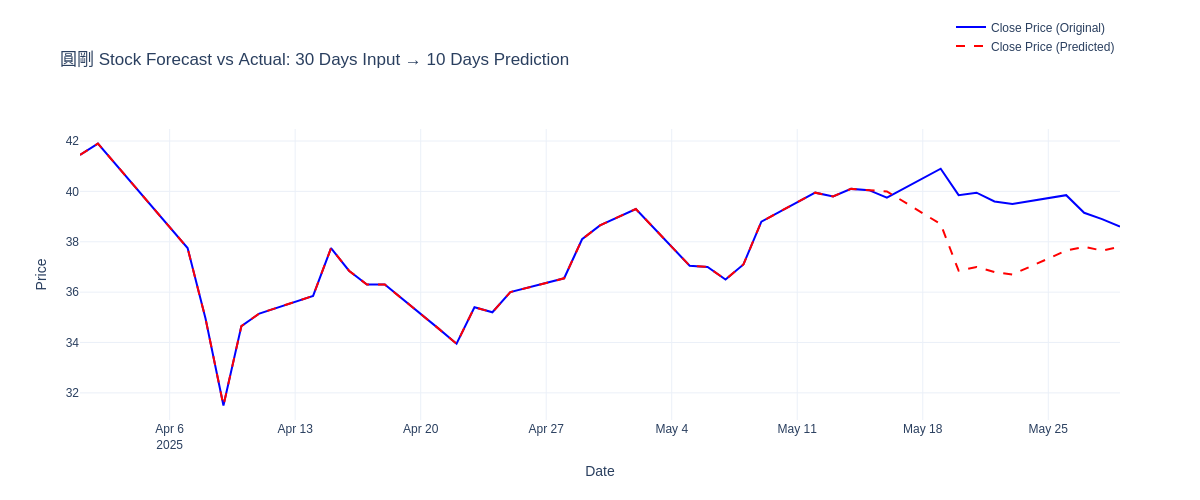 圓剛 Stock Forecast vs Actual: 30 Days Input → 10 Days Prediction
Close Price (Original)
Close Price (Predicted)
Price
42
40
38
36
34
32
Apr 6
2025
Apr 13
Apr 20
Apr 27
May 4
May 11
May 18
May 25
Date